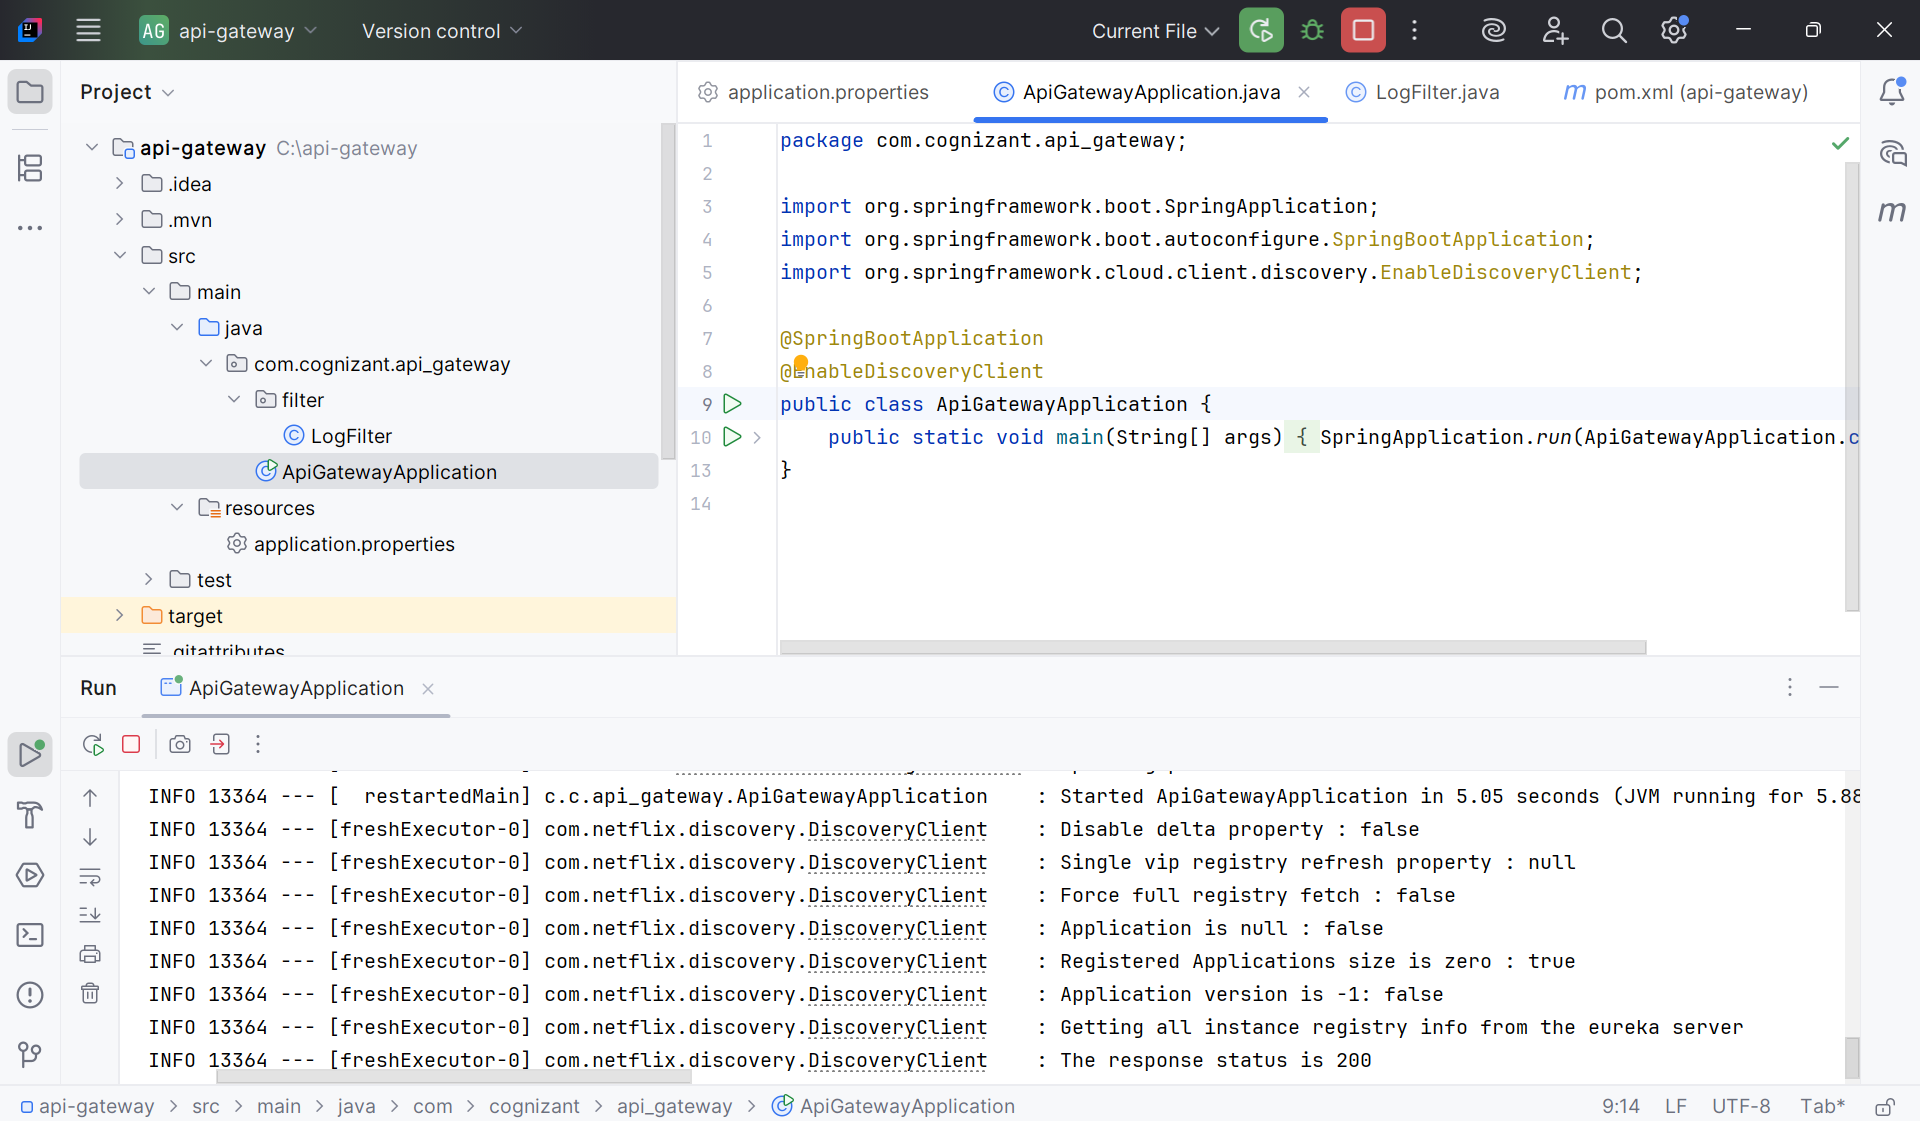 AG api-gateway Version control Current File
Project
api-gateway C:\api-gateway
.idea
.mvn
src
main
java
com.cognizant.api_gateway
filter
LogFilter
ApiGatewayApplication
resources
application.properties
test
target
.gitattributes
application.properties ApiGatewayApplication.java LogFilter.java pom.xml (api-gateway)
1 package com.cognizant.api_gateway;
2
3 import org.springframework.boot.SpringApplication;
4 import org.springframework.boot.autoconfigure.SpringBootApplication;
5 import org.springframework.cloud.client.discovery.EnableDiscoveryClient;
6
7 @SpringBootApplication
8 @EnableDiscoveryClient
9 public class ApiGatewayApplication {
10 public static void main(String[] args) { SpringApplication.run(ApiGatewayApplication.c
13 }
14
Run ApiGatewayApplication
INFO 13364 --- [  restartedMain] c.c.api_gateway.ApiGatewayApplication : Started ApiGatewayApplication in 5.05 seconds (JVM running for 5.88
INFO 13364 --- [freshExecutor-0] com.netflix.discovery.DiscoveryClient : Disable delta property : false
INFO 13364 --- [freshExecutor-0] com.netflix.discovery.DiscoveryClient : Single vip registry refresh property : null
INFO 13364 --- [freshExecutor-0] com.netflix.discovery.DiscoveryClient : Force full registry fetch : false
INFO 13364 --- [freshExecutor-0] com.netflix.discovery.DiscoveryClient : Application is null : false
INFO 13364 --- [freshExecutor-0] com.netflix.discovery.DiscoveryClient : Registered Applications size is zero : true
INFO 13364 --- [freshExecutor-0] com.netflix.discovery.DiscoveryClient : Application version is -1: false
INFO 13364 --- [freshExecutor-0] com.netflix.discovery.DiscoveryClient : Getting all instance registry info from the eureka server
INFO 13364 --- [freshExecutor-0] com.netflix.discovery.DiscoveryClient : The response status is 200
api-gateway > src > main > java > com > cognizant > api_gateway > ApiGatewayApplication 9:14 LF UTF-8 Tab*